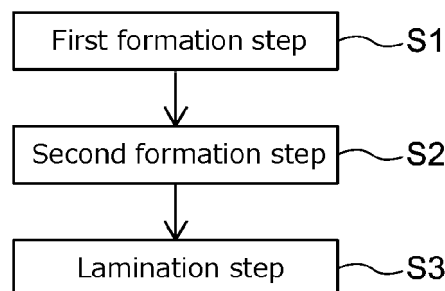 First formation step S1
Second formation step S2
Lamination step S3